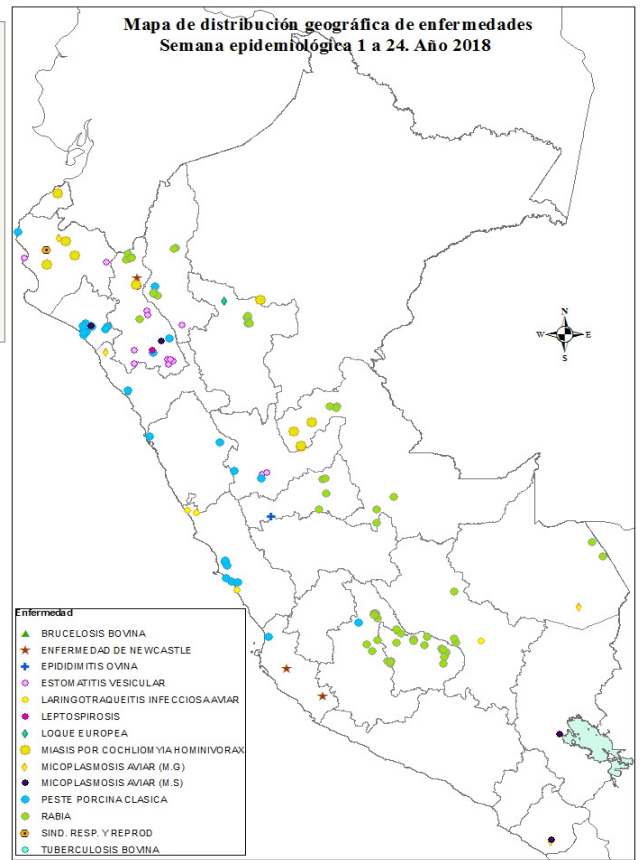 Mapa de distribución geográfica de enfermedades
Semana epidemiológica 1 a 24. Año 2018
N
W
E
S
Enfermedad
BRUCELOSIS BOVINA
ENFERMEDAD DE NEWCASTLE
EPIDIDIMITIS OVINA
ESTOMATITIS VESICULAR
LARINGOTRAQUEITIS INFECCIOSA AVIAR
LEPTOSPIROSIS
LOQUE EUROPEA
MIASIS POR COCHLIOMYIA HOMINIVORAX
MICOPLASMOSIS AVIAR (M.G)
MICOPLASMOSIS AVIAR (M.S)
PESTE PORCINA CLASICA
RABIA
SIND. RESP. Y REPROD
TUBERCULOSIS BOVINA